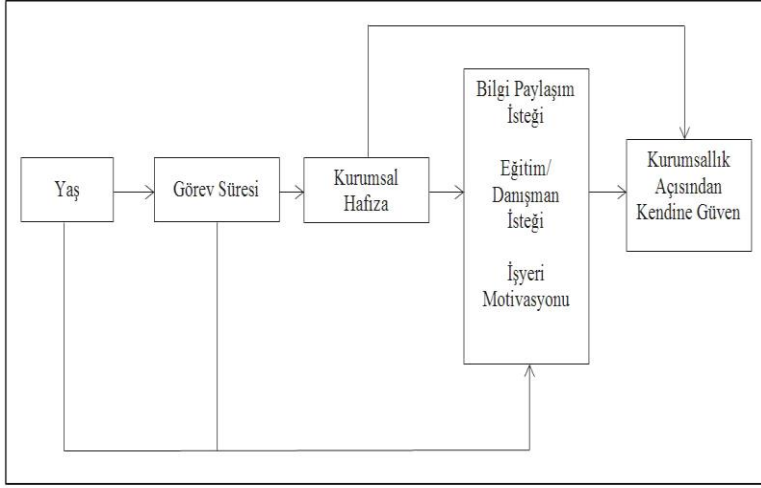 Yaş
Görev Süresi
Kurumsal
Hafıza
Bilgi Paylaşım
İsteği
Eğitim/
Danışman
İsteği
İşyeri
Motivasyonu
Kurumsallık
Açısından
Kendine Güven